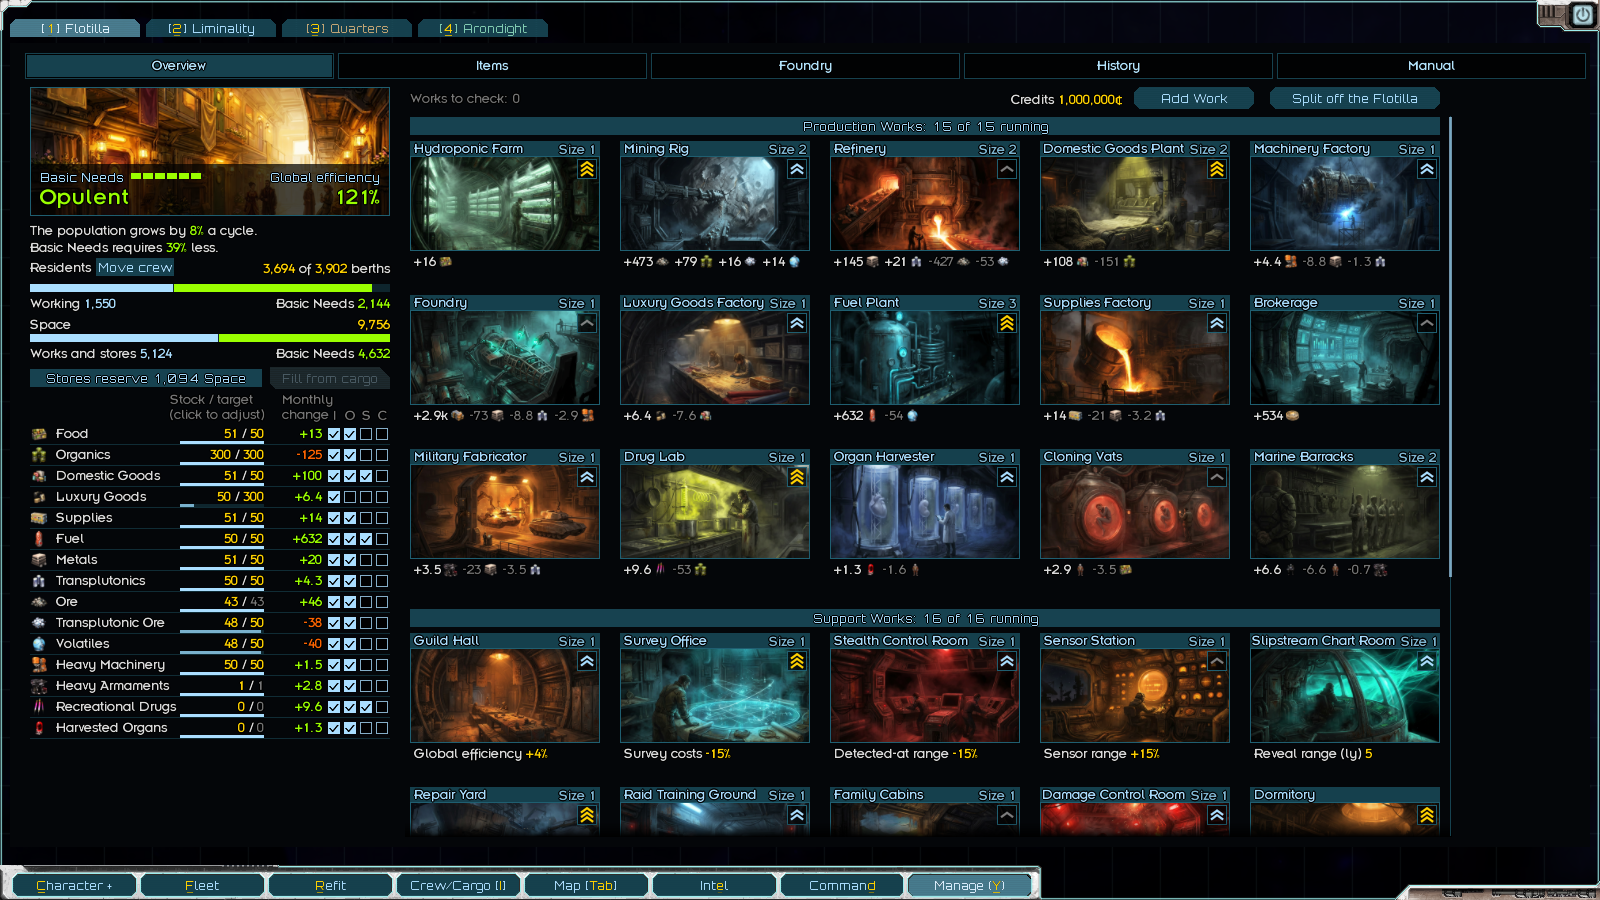 [1] Flotilla [2] Liminality [3] Quarters [4] Arondight
Overview Items Foundry History Manual
Works to check: 0 Credits 1,000,000¢ Add Work Split off the Flotilla
Basic Needs Global efficiency
Opulent 121%
The population grows by 8% a cycle.
Basic Needs requires 39% less.
Residents Move crew 3,694 of 3,902 berths
Working 1,550 Basic Needs 2,144
Space 9,756
Works and stores 5,124 Basic Needs 4,632
Stores reserve 1,094 Space Fill from cargo
Stock / target Monthly
(click to adjust) change I O S C
Food 51 / 50 +13
Organics 300 / 300 -125
Domestic Goods 51 / 50 +100
Luxury Goods 50 / 300 +6.4
Supplies 51 / 50 +14
Fuel 50 / 50 +632
Metals 51 / 50 +20
Transplutonics 50 / 50 +4.3
Ore 43 / 43 +46
Transplutonic Ore 48 / 50 -38
Volatiles 48 / 50 -40
Heavy Machinery 50 / 50 +1.5
Heavy Armaments 1 / 1 +2.8
Recreational Drugs 0 / 0 +9.6
Harvested Organs 0 / 0 +1.3
Production Works: 15 of 15 running
Hydroponic Farm Size 1 Mining Rig Size 2 Refinery Size 2 Domestic Goods Plant Size 2 Machinery Factory Size 1
+16 +473 +79 +16 +14 +145 +21 -427 -53 +108 -151 +4.4 -8.8 -1.3
Foundry Size 1 Luxury Goods Factory Size 1 Fuel Plant Size 3 Supplies Factory Size 1 Brokerage Size 1
+2.9k -73 -8.8 -2.9 +6.4 -7.6 +632 -54 +14 -21 -3.2 +534
Military Fabricator Size 1 Drug Lab Size 1 Organ Harvester Size 1 Cloning Vats Size 1 Marine Barracks Size 2
+3.5 -23 -3.5 +9.6 -53 +1.3 -1.6 +2.9 -3.5 +6.6 -6.6 -0.7
Support Works: 16 of 16 running
Guild Hall Size 1 Survey Office Size 1 Stealth Control Room Size 1 Sensor Station Size 1 Slipstream Chart Room Size 1
Global efficiency +4% Survey costs -15% Detected-at range -15% Sensor range +15% Reveal range (ly) 5
Repair Yard Size 1 Raid Training Ground Size 1 Family Cabins Size 1 Damage Control Room Size 1 Dormitory
Character + Fleet Refit Crew/Cargo [I] Map [Tab] Intel Command Manage (Y)